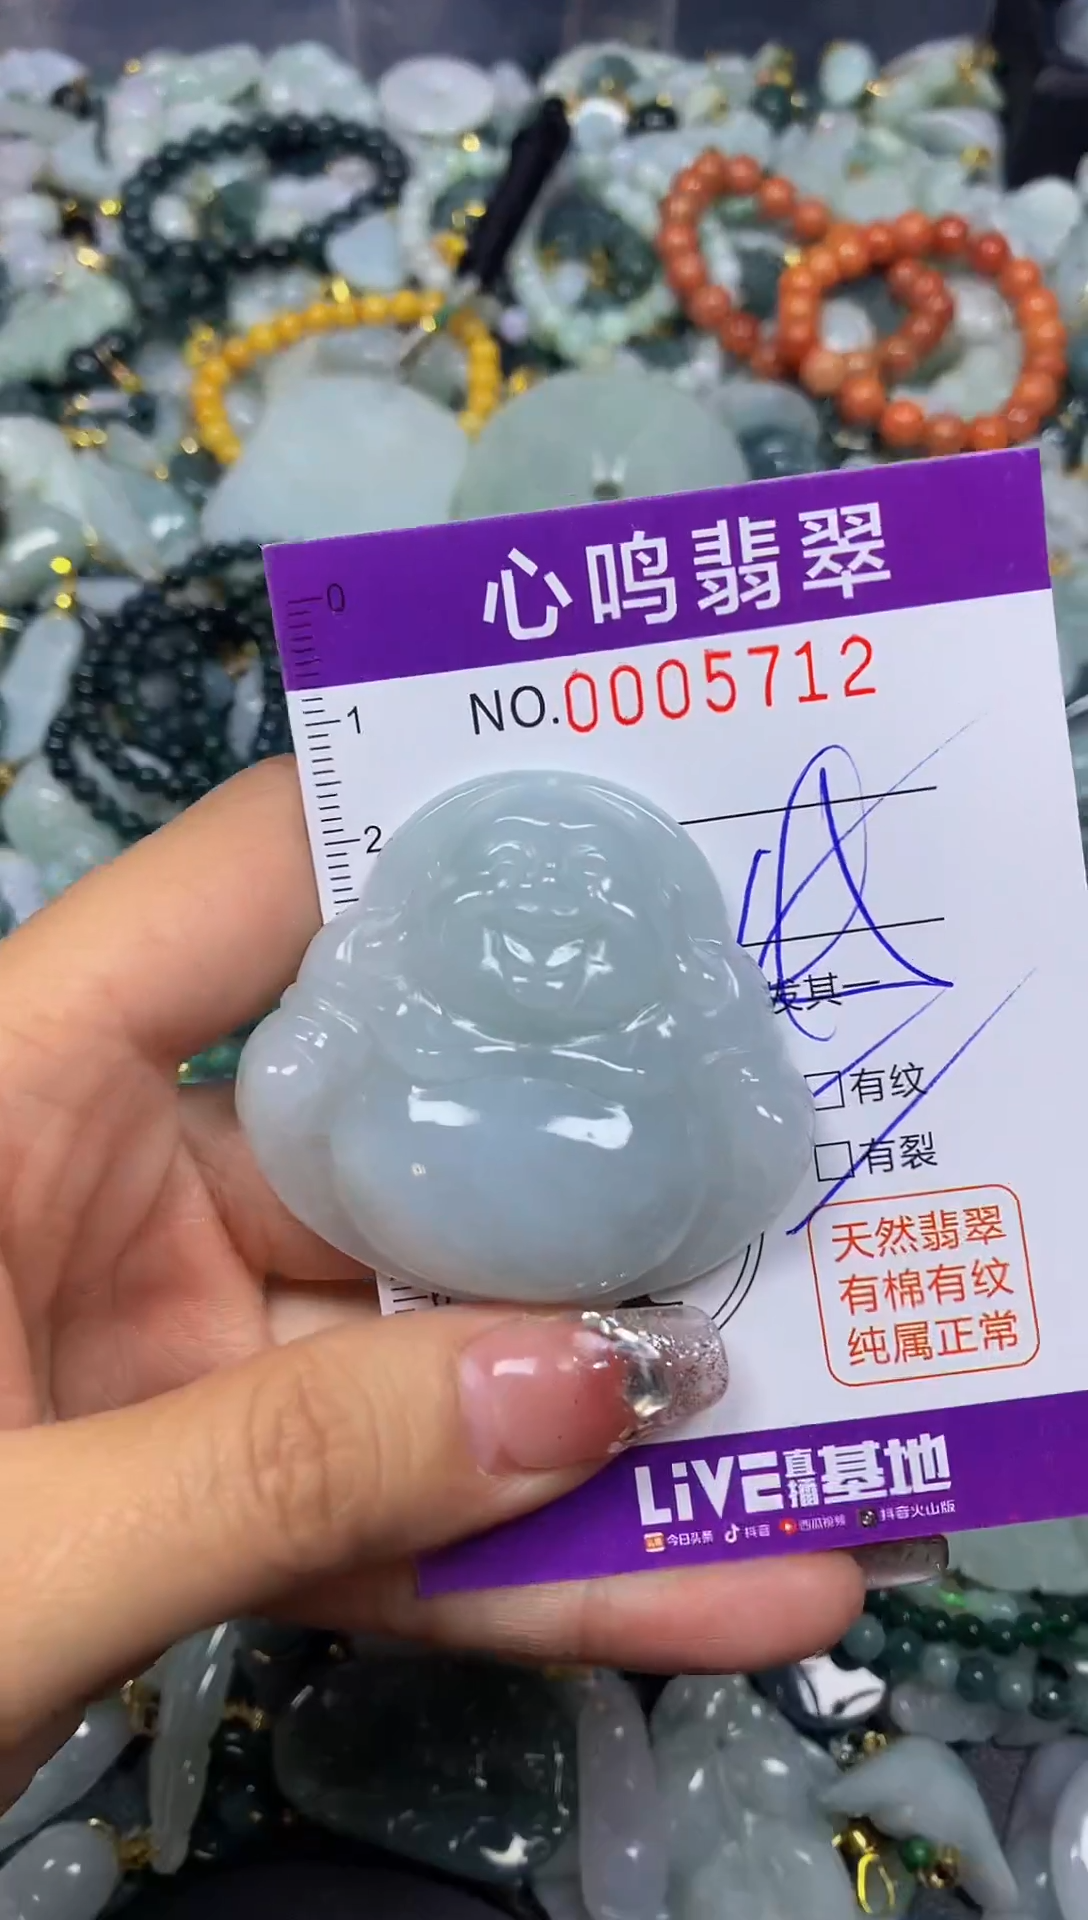 心鸣翡翠
0
NO.0005712
1
2
发其一
□有纹
□有裂
天然翡翠
有棉有纹
纯属正常
LiVE直播基地
今日头条 抖音 西瓜视频 抖音火山版